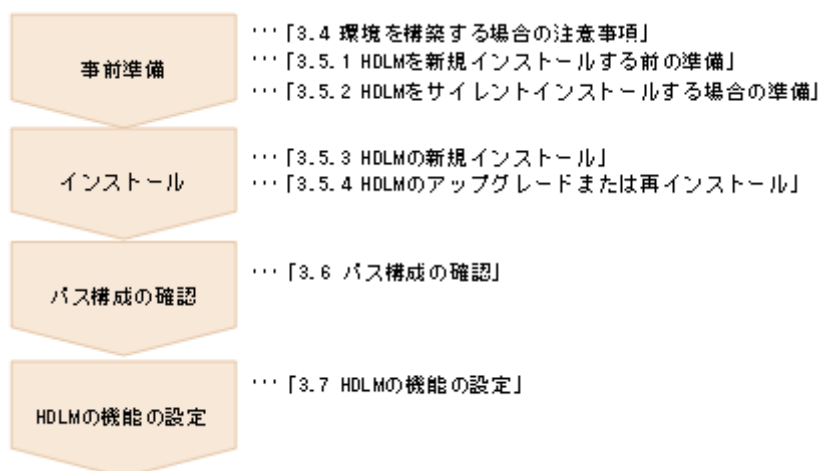 事前準備
…「3.4 環境を構築する場合の注意事項」
…「3.5.1 HDLMを新規インストールする前の準備」
…「3.5.2 HDLMをサイレントインストールする場合の準備」
インストール
…「3.5.3 HDLMの新規インストール」
…「3.5.4 HDLMのアップグレードまたは再インストール」
パス構成の確認
…「3.6 パス構成の確認」
HDLMの機能の設定
…「3.7 HDLMの機能の設定」